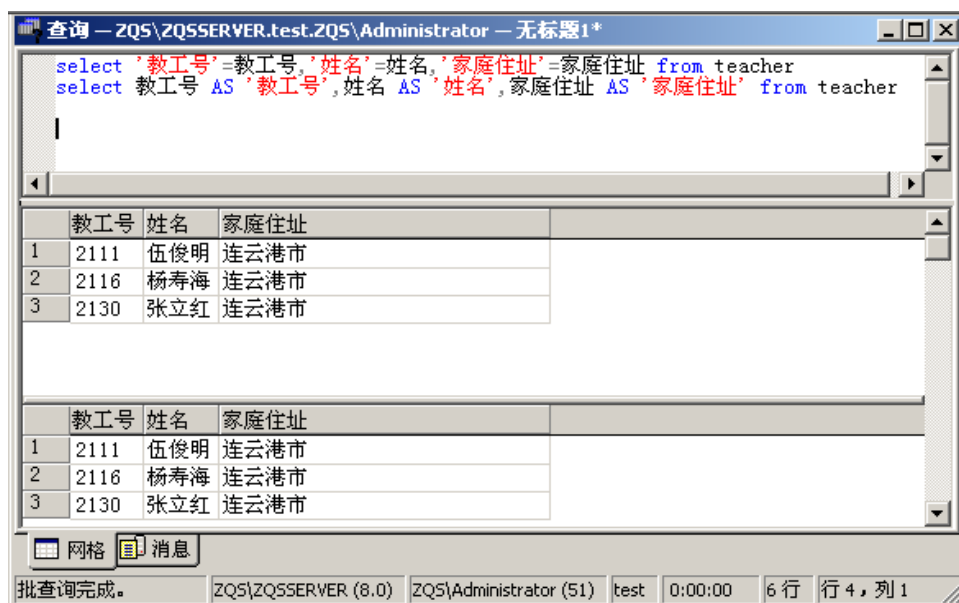 查询 — ZQS\ZQSSERVER.test.ZQS\Administrator — 无标题1*
select '教工号'=教工号,'姓名'=姓名,'家庭住址'=家庭住址 from teacher
select 教工号 AS '教工号',姓名 AS '姓名',家庭住址 AS '家庭住址' from teacher
教工号 姓名 家庭住址
1 2111 伍俊明 连云港市
2 2116 杨寿海 连云港市
3 2130 张立红 连云港市
教工号 姓名 家庭住址
1 2111 伍俊明 连云港市
2 2116 杨寿海 连云港市
3 2130 张立红 连云港市
网格 消息
批查询完成。 ZQS\ZQSSERVER (8.0) ZQS\Administrator (51) test 0:00:00 6 行 行 4, 列 1